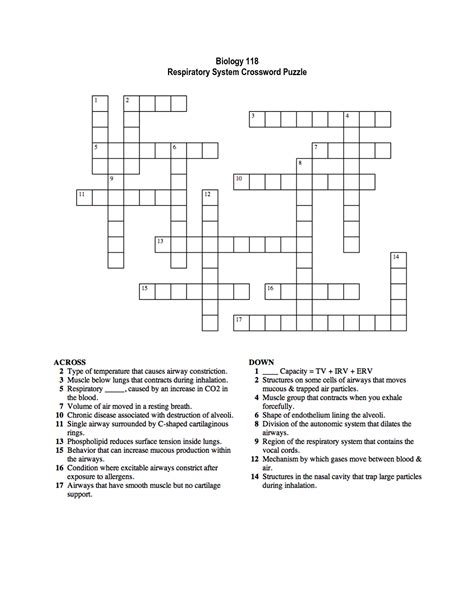 Biology 118
Respiratory System Crossword Puzzle
1
2
3
4
5
6
7
8
9
10
11
12
13
14
15
16
17
ACROSS
2 Type of temperature that causes airway constriction.
3 Muscle below lungs that contracts during inhalation.
5 Respiratory _____, caused by an increase in CO2 in
the blood.
7 Volume of air moved in a resting breath.
10 Chronic disease associated with destruction of alveoli.
11 Single airway surrounded by C-shaped cartilaginous
rings.
13 Phospholipid reduces surface tension inside lungs.
15 Behavior that can increase mucous production within
the airways.
16 Condition where excitable airways constrict after
exposure to allergens.
17 Airways that have smooth muscle but no cartilage
support.
DOWN
1 ____ Capacity = TV + IRV + ERV
2 Structures on some cells of airways that moves
mucous & trapped air particles.
4 Muscle group that contracts when you exhale
forcefully.
6 Shape of endothelium lining the alveoli.
8 Division of the autonomic system that dilates the
airways.
9 Region of the respiratory system that contains the
vocal cords.
12 Mechanism by which gases move between blood &
air.
14 Structures in the nasal cavity that trap large particles
during inhalation.